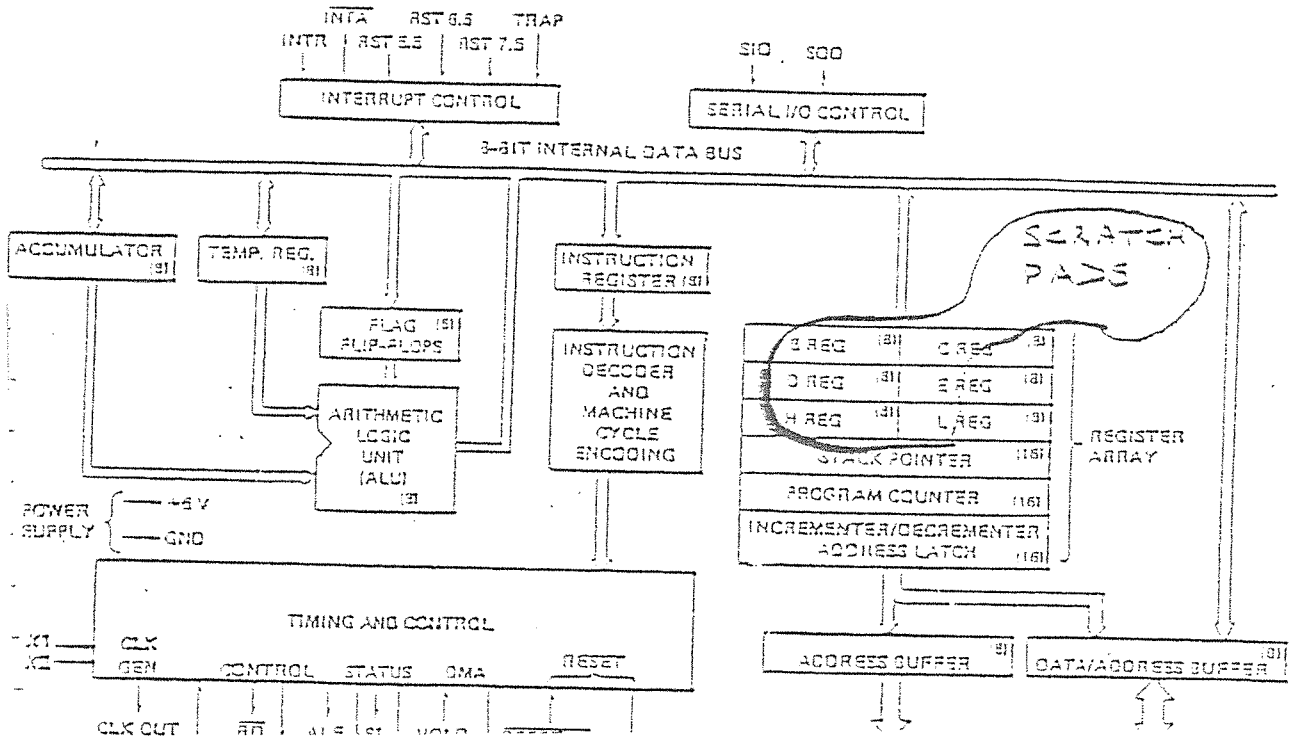 INTA RST 6.5 TRAP
INTR RST 5.5 RST 7.5
SID SOD
INTERRUPT CONTROL
SERIAL I/O CONTROL
8-BIT INTERNAL DATA BUS
ACCUMULATOR (8)
TEMP. REG. (8)
INSTRUCTION
REGISTER (8)
SCRATCH
PADS
FLAG (5)
FLIP-FLOPS
INSTRUCTION
DECODER
AND
MACHINE
CYCLE
ENCODING
ARITHMETIC
LOGIC
UNIT
(ALU)
(8)
B REG (8) C REG (8)
D REG (8) E REG (8)
H REG (8) L REG (8)
STACK POINTER (16)
PROGRAM COUNTER (16)
INCREMENTER/DECREMENTER
ADDRESS LATCH (16)
REGISTER
ARRAY
POWER
SUPPLY
+5 V
GND
TIMING AND CONTROL
X1
X2
CLK
GEN
CONTROL STATUS DMA RESET
ADDRESS BUFFER (8)
DATA/ADDRESS BUFFER (8)
CLK OUT RD ALE S1 HOLD